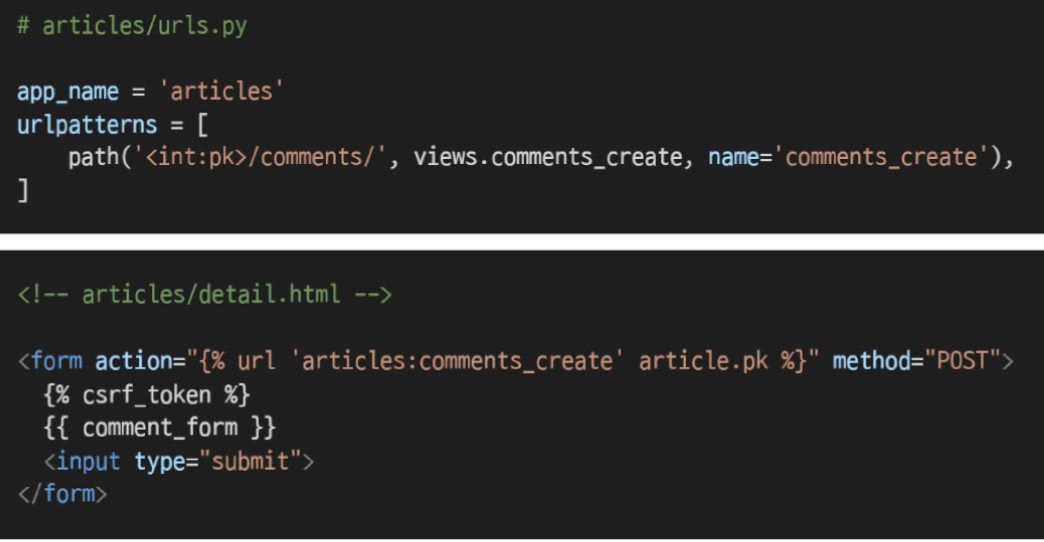 # articles/urls.py
app_name = 'articles'
urlpatterns = [
    path('<int:pk>/comments/', views.comments_create, name='comments_create'),
]
<!-- articles/detail.html -->
<form action="{% url 'articles:comments_create' article.pk %}" method="POST">
  {% csrf_token %}
  {{ comment_form }}
  <input type="submit">
</form>